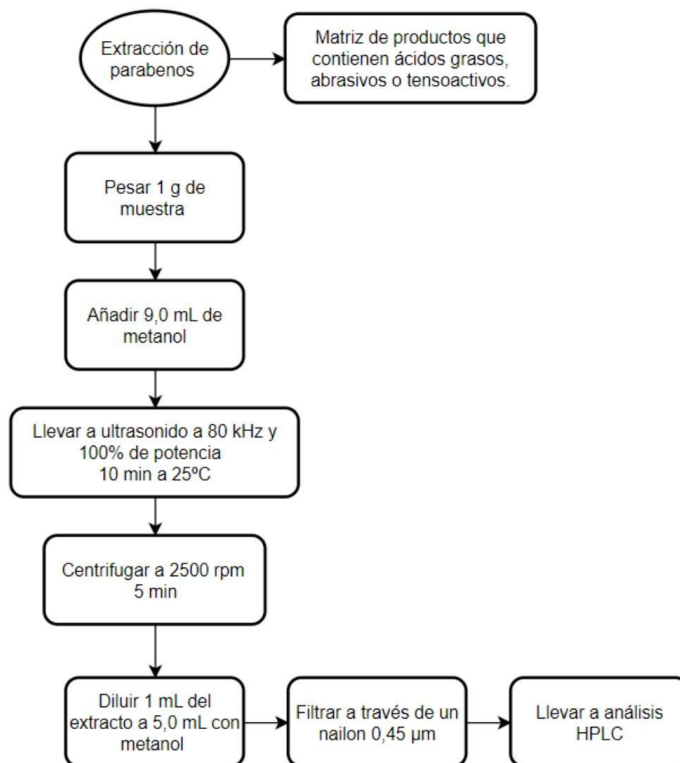 Extracción de
parabenos
Matriz de productos que
contienen ácidos grasos,
abrasivos o tensoactivos.
Pesar 1 g de
muestra
Añadir 9,0 mL de
metanol
Llevar a ultrasonido a 80 kHz y
100% de potencia
10 min a 25ºC
Centrifugar a 2500 rpm
5 min
Diluir 1 mL del
extracto a 5,0 mL con
metanol
Filtrar a través de un
nailon 0,45 µm
Llevar a análisis
HPLC